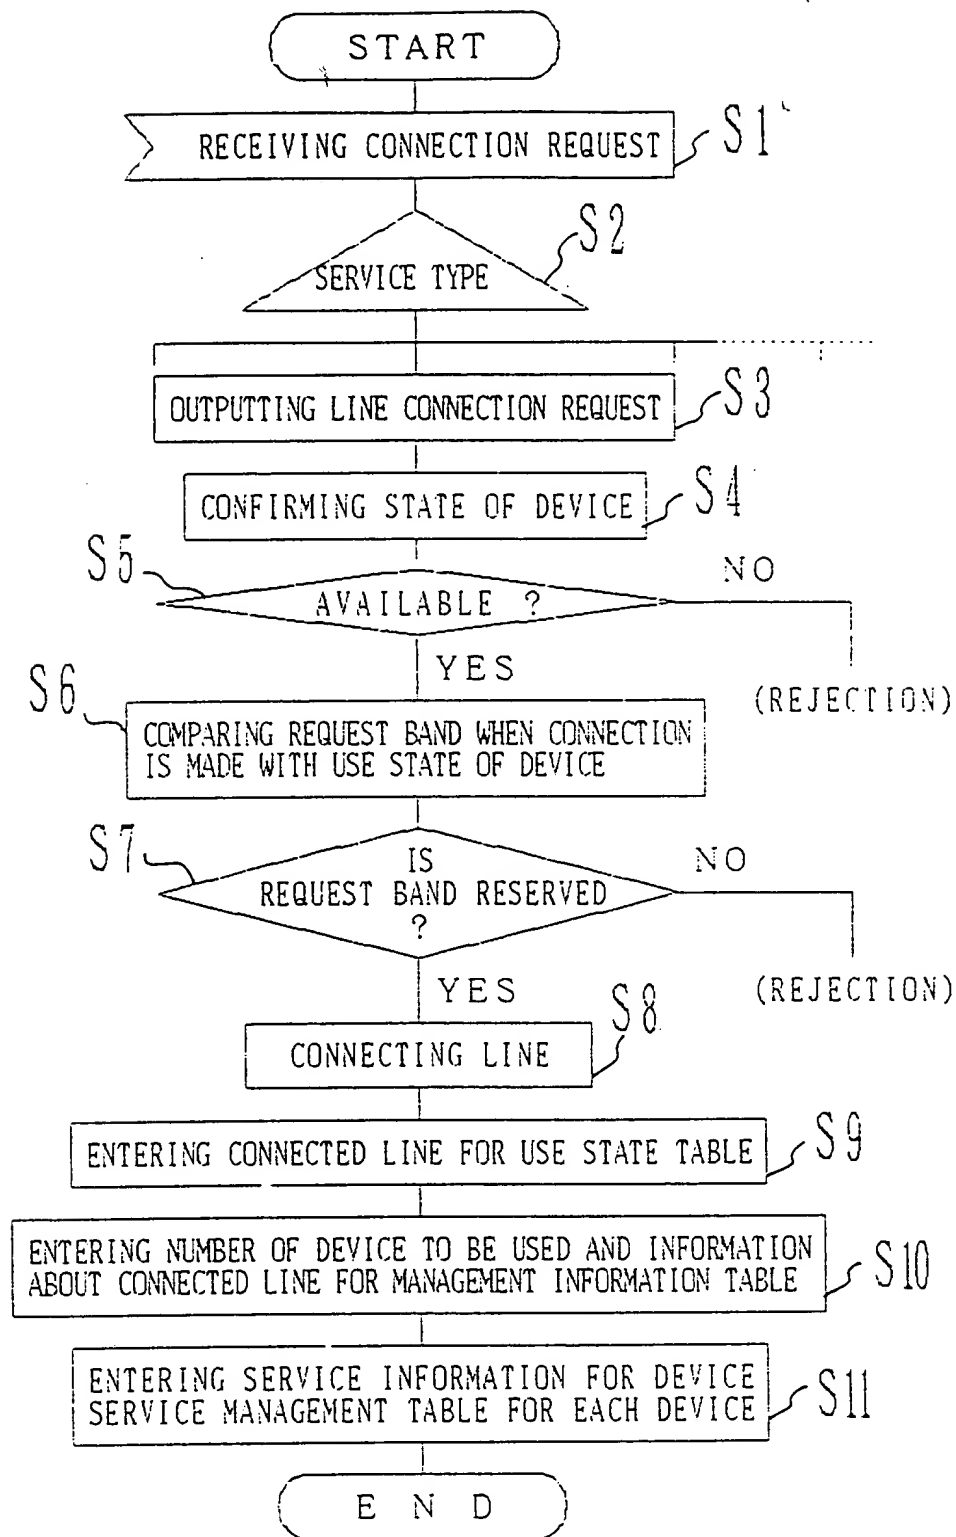 START
RECEIVING CONNECTION REQUEST
S1
S2
SERVICE TYPE
OUTPUTTING LINE CONNECTION REQUEST
S3
CONFIRMING STATE OF DEVICE
S4
S5
AVAILABLE ?
NO
YES
(REJECTION)
S6
COMPARING REQUEST BAND WHEN CONNECTION
IS MADE WITH USE STATE OF DEVICE
S7
IS
REQUEST BAND RESERVED
?
NO
YES
(REJECTION)
S8
CONNECTING LINE
ENTERING CONNECTED LINE FOR USE STATE TABLE
S9
ENTERING NUMBER OF DEVICE TO BE USED AND INFORMATION
ABOUT CONNECTED LINE FOR MANAGEMENT INFORMATION TABLE
S10
ENTERING SERVICE INFORMATION FOR DEVICE
SERVICE MANAGEMENT TABLE FOR EACH DEVICE
S11
END